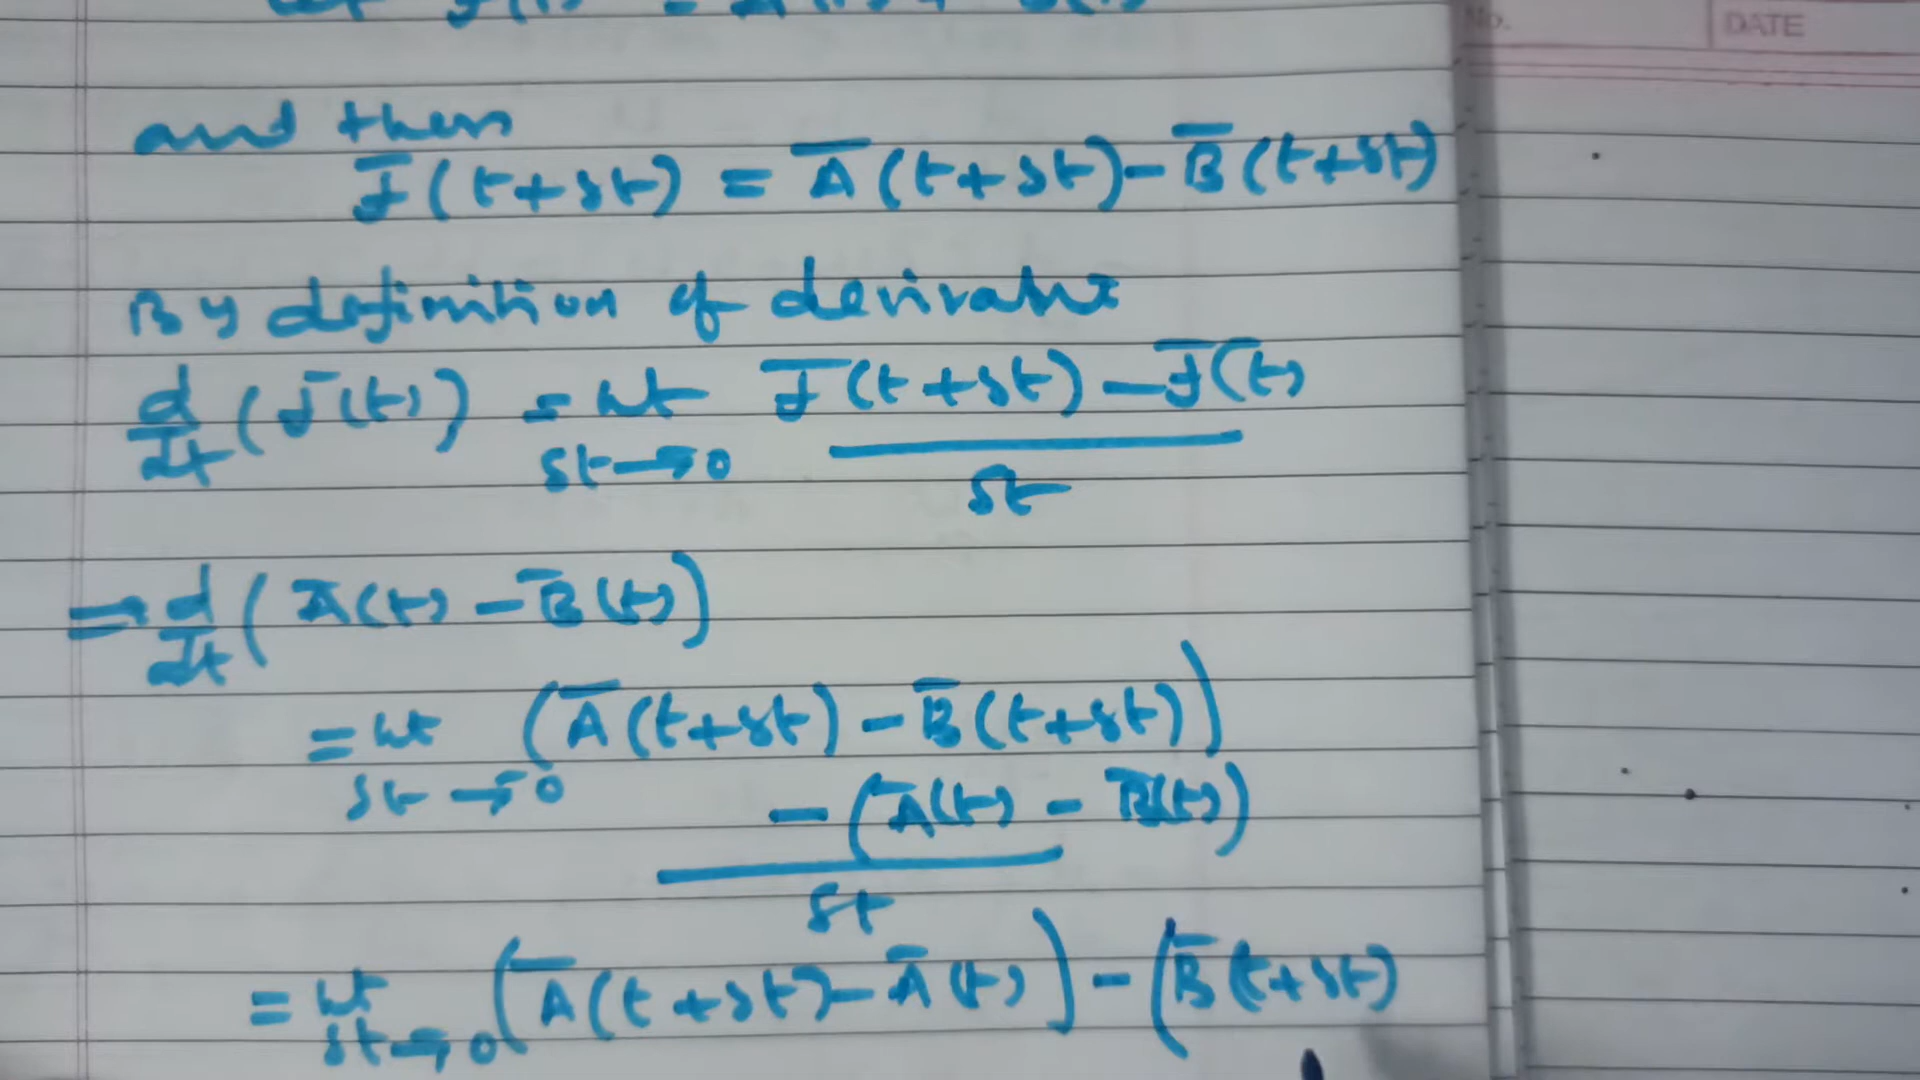 No. DATE
and then
f̄(t+δt) = Ā(t+δt) - B̄(t+δt)
By definition of derivative
d/dt (f̄(t)) = Lt δt→0 f̄(t+δt) - f̄(t) / δt
⇒ d/dt (Ā(t) - B̄(t))
= Lt δt→0 (Ā(t+δt) - B̄(t+δt))
- (Ā(t) - B̄(t)) / δt
= Lt δt→0 (Ā(t+δt) - Ā(t)) - (B̄(t+δt)